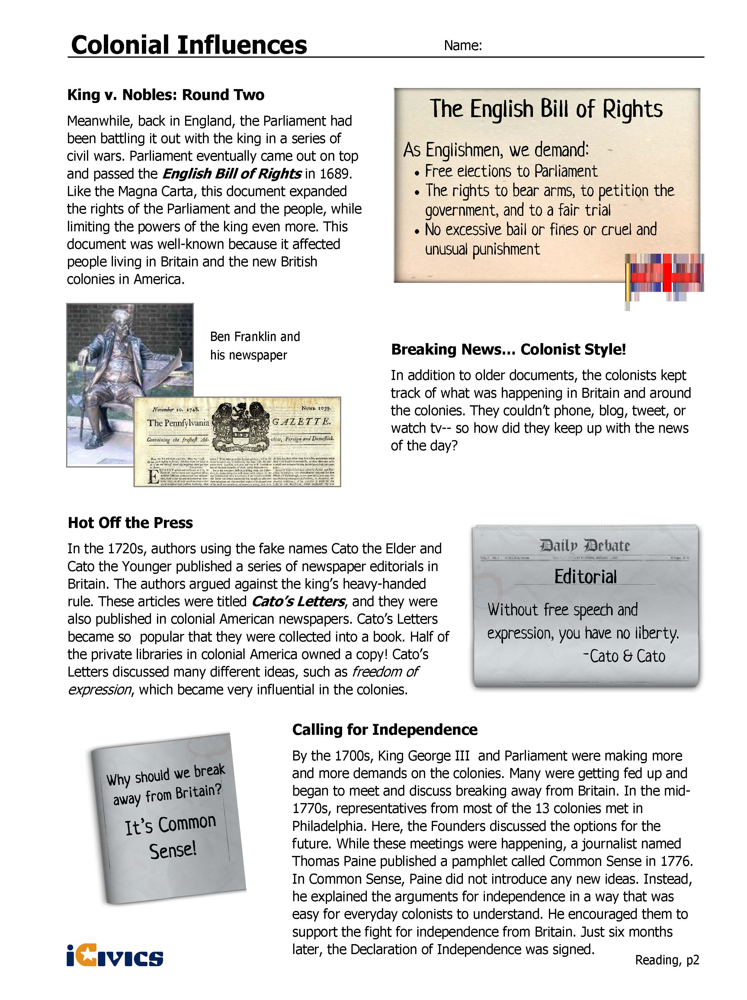 Colonial Influences
Name:
King v. Nobles: Round Two
Meanwhile, back in England, the Parliament had
been battling it out with the king in a series of
civil wars. Parliament eventually came out on top
and passed the English Bill of Rights in 1689.
Like the Magna Carta, this document expanded
the rights of the Parliament and the people, while
limiting the powers of the king even more. This
document was well-known because it affected
people living in Britain and the new British
colonies in America.
The English Bill of Rights
As Englishmen, we demand:
• Free elections to Parliament
• The rights to bear arms, to petition the
government, and to a fair trial
• No excessive bail or fines or cruel and
unusual punishment
Ben Franklin and
his newspaper
November 10. 1748.
Numb. 1039.
The Pennſylvania
GAZETTE.
Containing the freſheſt Ad-
vices, Foreign and Domeſtick.
Breaking News… Colonist Style!
In addition to older documents, the colonists kept
track of what was happening in Britain and around
the colonies. They couldn’t phone, blog, tweet, or
watch tv-- so how did they keep up with the news
of the day?
Hot Off the Press
In the 1720s, authors using the fake names Cato the Elder and
Cato the Younger published a series of newspaper editorials in
Britain. The authors argued against the king’s heavy-handed
rule. These articles were titled Cato’s Letters, and they were
also published in colonial American newspapers. Cato’s Letters
became so  popular that they were collected into a book. Half of
the private libraries in colonial America owned a copy! Cato’s
Letters discussed many different ideas, such as freedom of
expression, which became very influential in the colonies.
Daily Debate
Editorial
Without free speech and
expression, you have no liberty.
-Cato & Cato
Why should we break
away from Britain?
It’s Common
Sense!
Calling for Independence
By the 1700s, King George III  and Parliament were making more
and more demands on the colonies. Many were getting fed up and
began to meet and discuss breaking away from Britain. In the mid-
1770s, representatives from most of the 13 colonies met in
Philadelphia. Here, the Founders discussed the options for the
future. While these meetings were happening, a journalist named
Thomas Paine published a pamphlet called Common Sense in 1776.
In Common Sense, Paine did not introduce any new ideas. Instead,
he explained the arguments for independence in a way that was
easy for everyday colonists to understand. He encouraged them to
support the fight for independence from Britain. Just six months
later, the Declaration of Independence was signed.
iCIVICS
Reading, p2